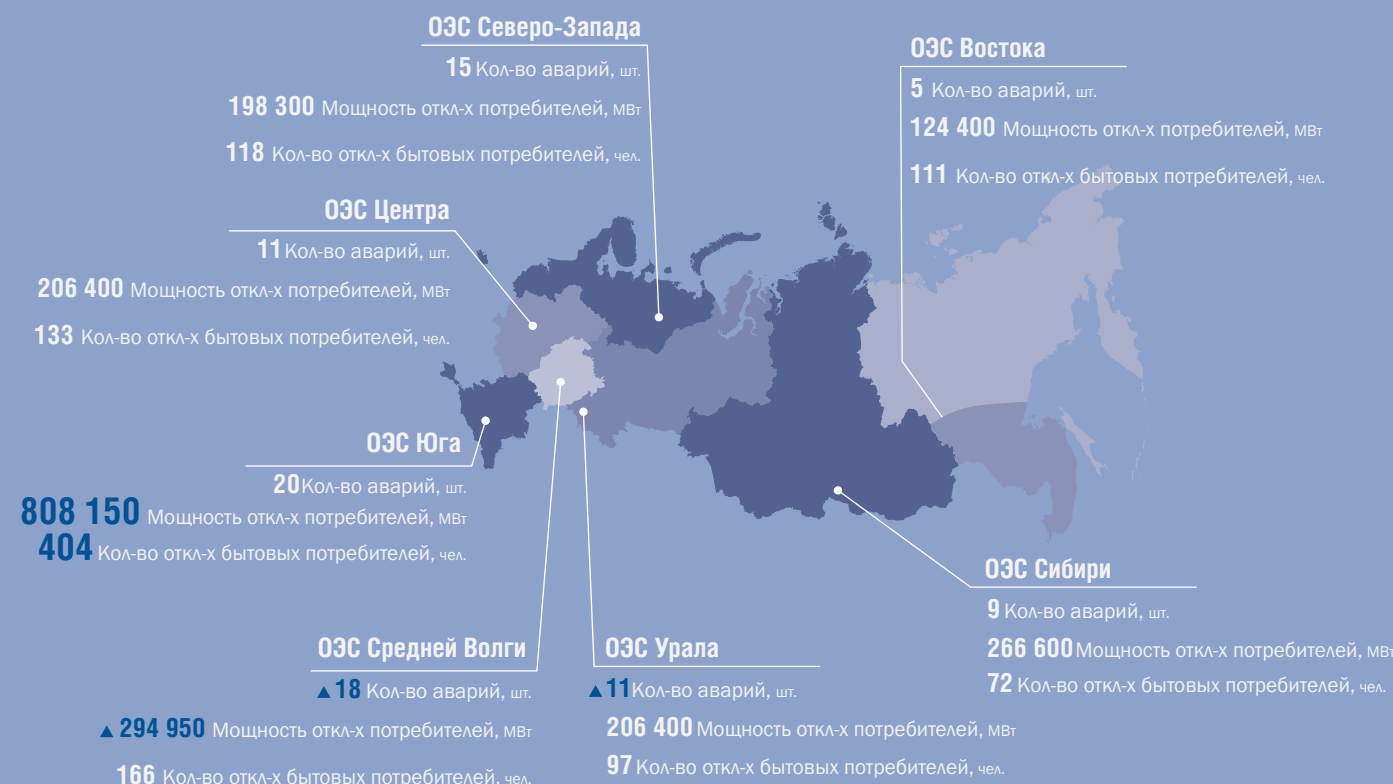 ОЭС Северо-Запада
15 Кол-во аварий, шт.
198 300 Мощность откл-х потребителей, МВт
118 Кол-во откл-х бытовых потребителей, чел.
ОЭС Востока
5 Кол-во аварий, шт.
124 400 Мощность откл-х потребителей, МВт
111 Кол-во откл-х бытовых потребителей, чел.
ОЭС Центра
11 Кол-во аварий, шт.
206 400 Мощность откл-х потребителей, МВт
133 Кол-во откл-х бытовых потребителей, чел.
ОЭС Юга
20 Кол-во аварий, шт.
808 150 Мощность откл-х потребителей, МВт
404 Кол-во откл-х бытовых потребителей, чел.
ОЭС Сибири
9 Кол-во аварий, шт.
266 600 Мощность откл-х потребителей, МВт
72 Кол-во откл-х бытовых потребителей, чел.
ОЭС Средней Волги
▲18 Кол-во аварий, шт.
▲ 294 950 Мощность откл-х потребителей, МВт
166 Кол-во откл-х бытовых потребителей, чел.
ОЭС Урала
▲11 Кол-во аварий, шт.
206 400 Мощность откл-х потребителей, МВт
97 Кол-во откл-х бытовых потребителей, чел.